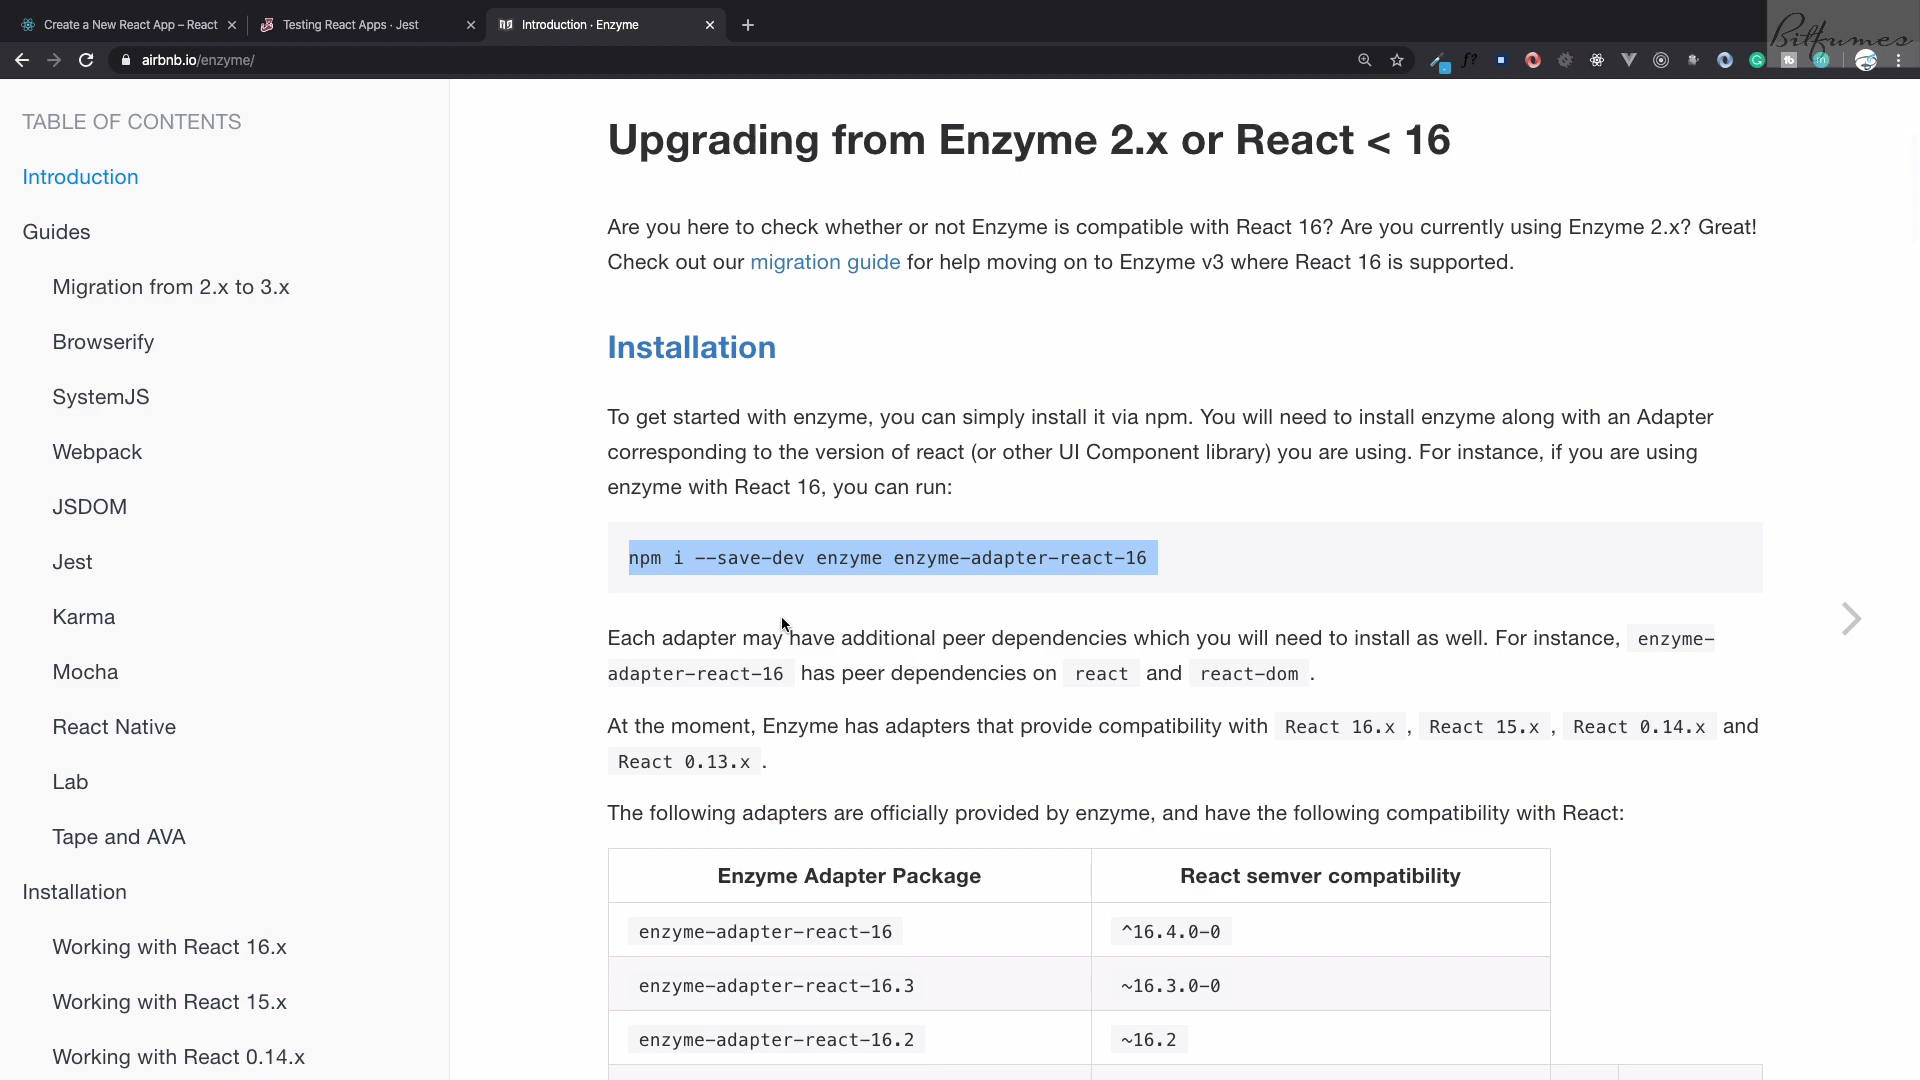 Create a New React App – React
Testing React Apps · Jest
Introduction · Enzyme
Bitfumes
airbnb.io/enzyme/
TABLE OF CONTENTS
Introduction
Guides
Migration from 2.x to 3.x
Browserify
SystemJS
Webpack
JSDOM
Jest
Karma
Mocha
React Native
Lab
Tape and AVA
Installation
Working with React 16.x
Working with React 15.x
Working with React 0.14.x
Upgrading from Enzyme 2.x or React < 16
Are you here to check whether or not Enzyme is compatible with React 16? Are you currently using Enzyme 2.x? Great!
Check out our migration guide for help moving on to Enzyme v3 where React 16 is supported.
Installation
To get started with enzyme, you can simply install it via npm. You will need to install enzyme along with an Adapter
corresponding to the version of react (or other UI Component library) you are using. For instance, if you are using
enzyme with React 16, you can run:
npm i --save-dev enzyme enzyme-adapter-react-16
Each adapter may have additional peer dependencies which you will need to install as well. For instance, enzyme-
adapter-react-16 has peer dependencies on react and react-dom .
At the moment, Enzyme has adapters that provide compatibility with React 16.x , React 15.x , React 0.14.x and
React 0.13.x .
The following adapters are officially provided by enzyme, and have the following compatibility with React:
Enzyme Adapter Package React semver compatibility
enzyme-adapter-react-16 ^16.4.0-0
enzyme-adapter-react-16.3 ~16.3.0-0
enzyme-adapter-react-16.2 ~16.2